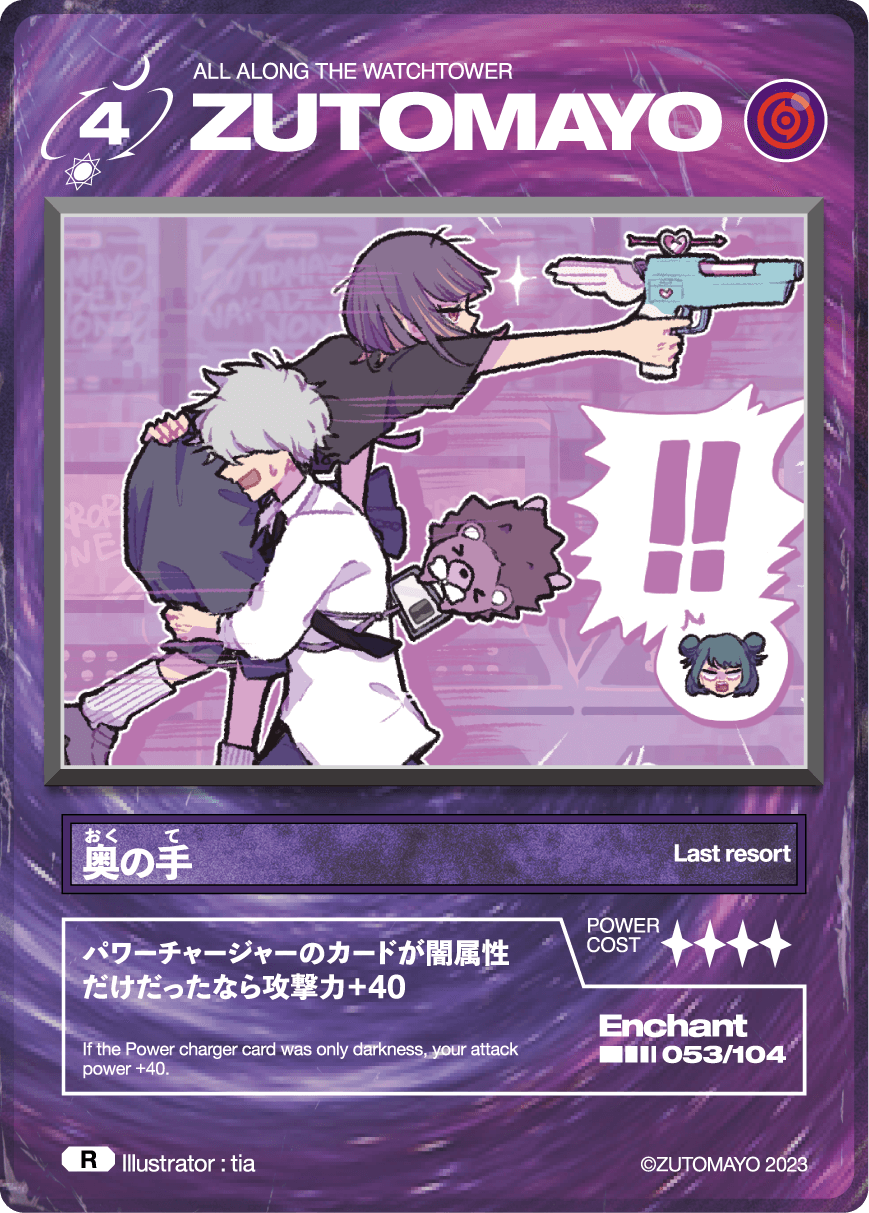 ALL ALONG THE WATCHTOWER
4
ZUTOMAYO
!!
おく て
奥の手
Last resort
パワーチャージャーのカードが闇属性
だけだったなら攻撃力+40
If the Power charger card was only darkness, your attack
power +40.
POWER
COST
Enchant
053/104
R
Illustrator : tia
©ZUTOMAYO 2023